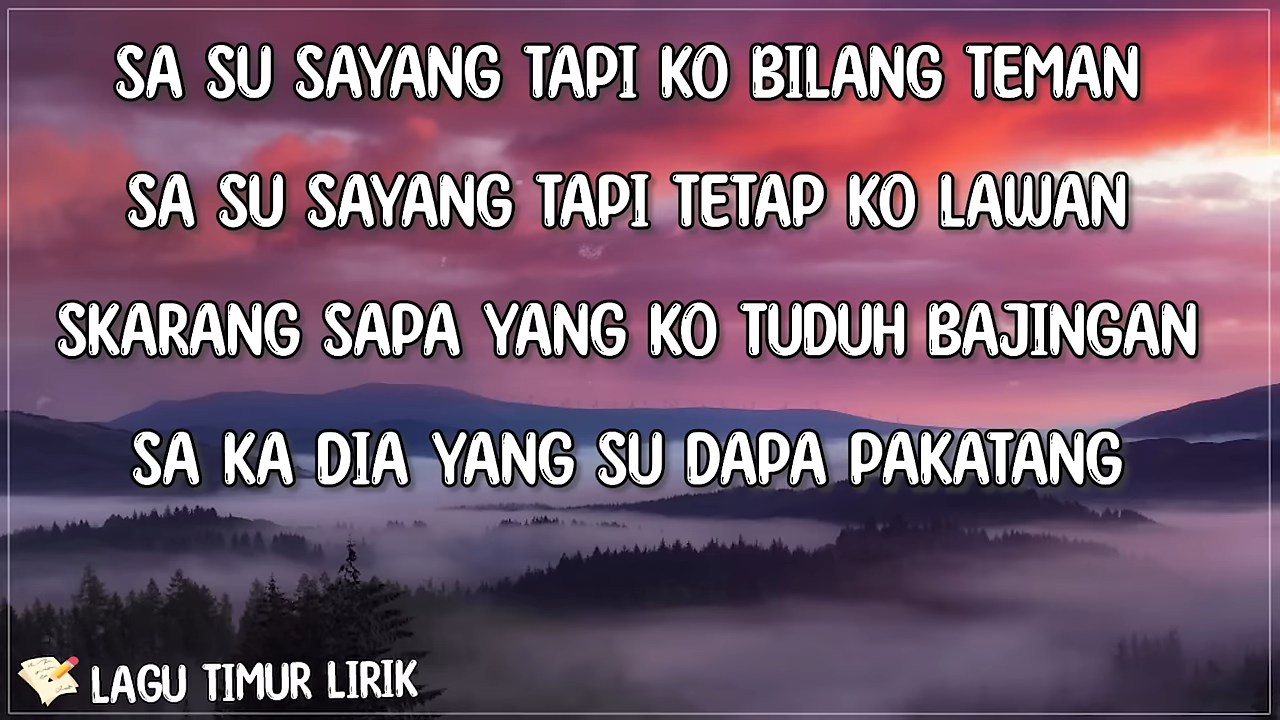 SA SU SAYANG TAPI KO BILANG TEMAN
SA SU SAYANG TAPI TETAP KO LAWAN
SKARANG SAPA YANG KO TUDUH BAJINGAN
SA KA DIA YANG SU DAPA PAKATANG
LAGU TIMUR LIRIK